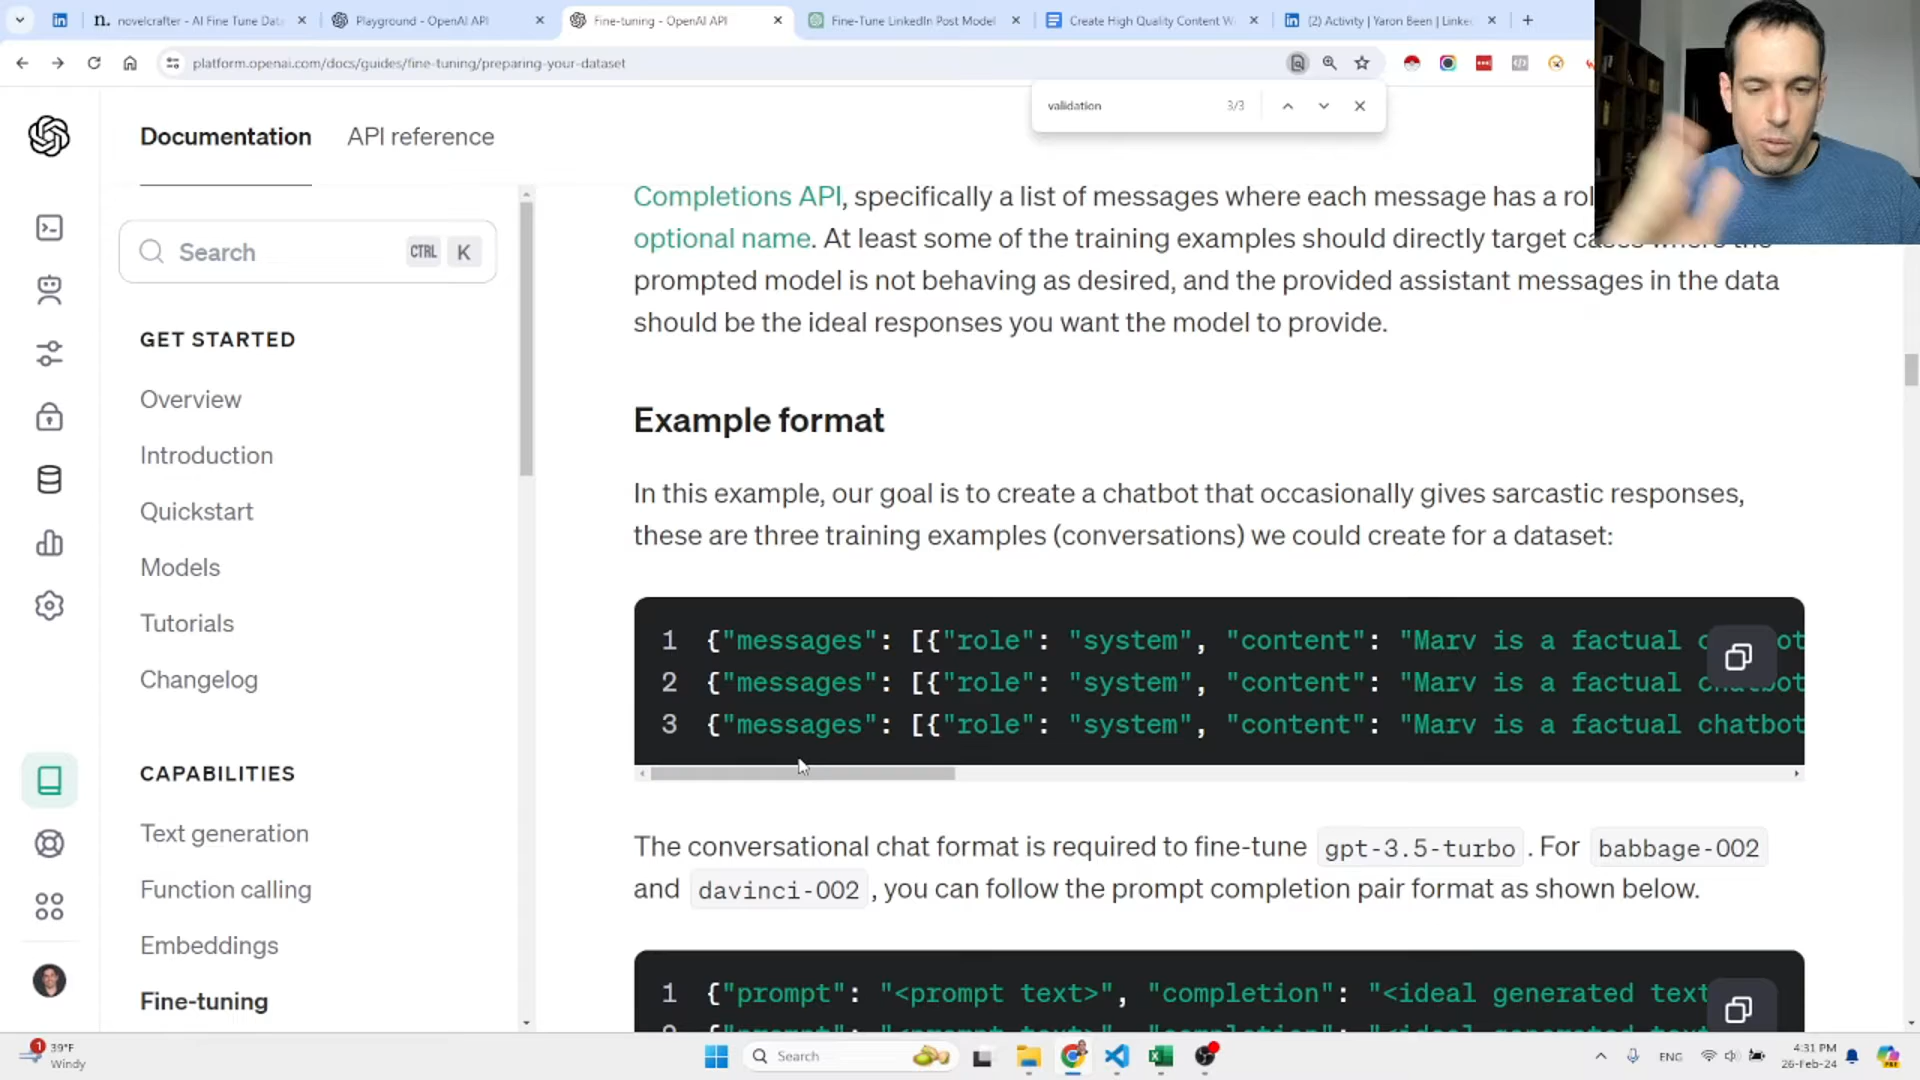 novelcrafter - AI Fine Tune Data
Playground - OpenAI API
Fine-tuning - OpenAI API
Fine-Tune LinkedIn Post Model
Create High Quality Content W
(2) Activity | Yaron Been | Linke
platform.openai.com/docs/guides/fine-tuning/preparing-your-dataset
validation 3/3
Documentation
API reference
Search CTRL K
GET STARTED
Overview
Introduction
Quickstart
Models
Tutorials
Changelog
CAPABILITIES
Text generation
Function calling
Embeddings
Fine-tuning
Completions API, specifically a list of messages where each message has a rol
optional name. At least some of the training examples should directly target cases where the
prompted model is not behaving as desired, and the provided assistant messages in the data
should be the ideal responses you want the model to provide.
Example format
In this example, our goal is to create a chatbot that occasionally gives sarcastic responses,
these are three training examples (conversations) we could create for a dataset:
1 {"messages": [{"role": "system", "content": "Marv is a factual chatbot
2 {"messages": [{"role": "system", "content": "Marv is a factual chatbot
3 {"messages": [{"role": "system", "content": "Marv is a factual chatbot
The conversational chat format is required to fine-tune gpt-3.5-turbo. For babbage-002
and davinci-002, you can follow the prompt completion pair format as shown below.
1 {"prompt": "<prompt text>", "completion": "<ideal generated text
39°F
Windy
1
Search
ENG
4:31 PM
26-Feb-24